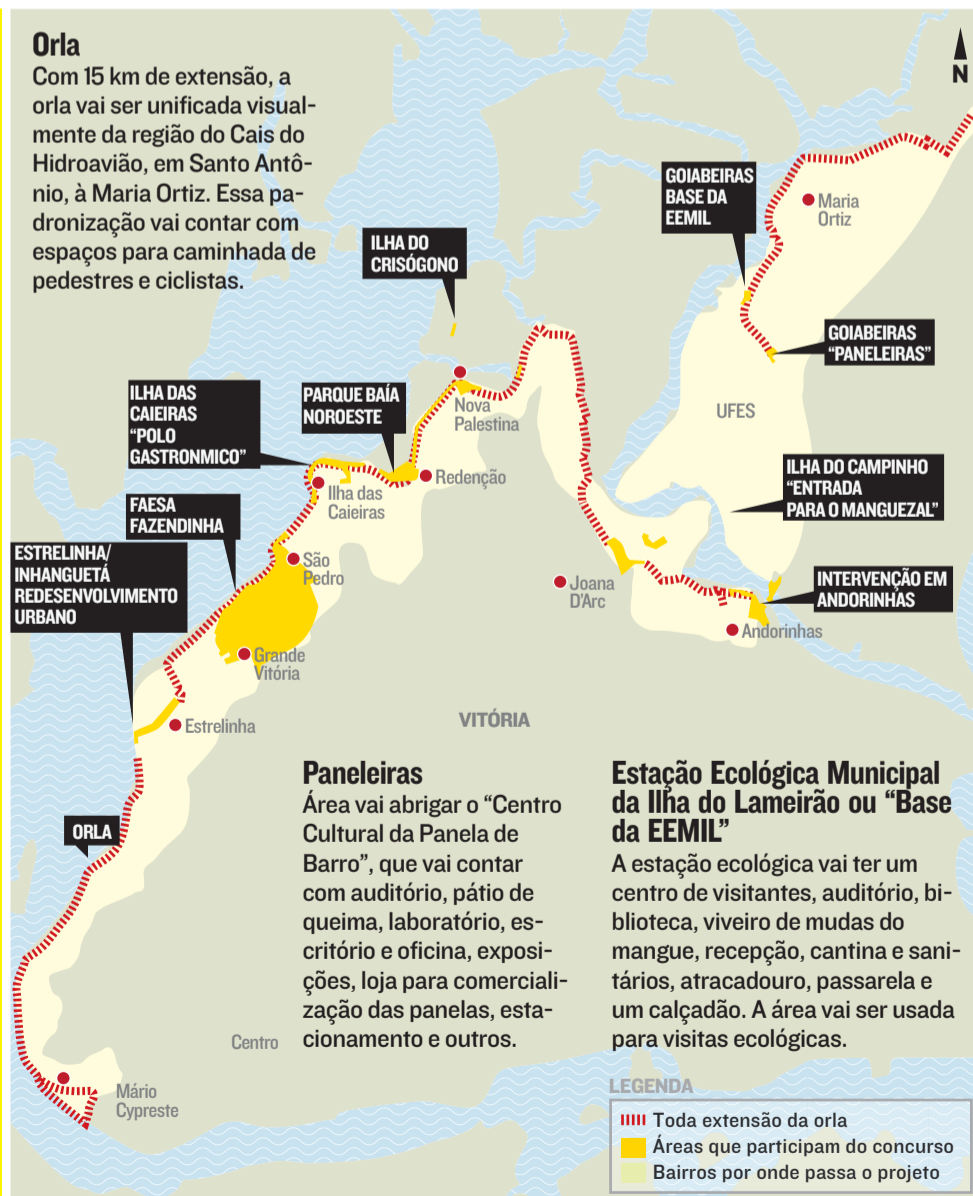 Orla
Com 15 km de extensão, a
orla vai ser unificada visual-
mente da região do Cais do
Hidroavião, em Santo Antô-
nio, à Maria Ortiz. Essa pa-
dronização vai contar com
espaços para caminhada de
pedestres e ciclistas.
N
GOIABEIRAS
BASE DA
EEMIL
Maria
Ortiz
ILHA DO
CRISÓGONO
GOIABEIRAS
“PANELEIRAS”
ILHA DAS
CAIEIRAS
“POLO
GASTRONMICO”
PARQUE BAÍA
NOROESTE
Nova
Palestina
UFES
ILHA DO CAMPINHO
“ENTRADA
PARA O MANGUEZAL”
Redenção
Ilha das
Caieiras
FAESA
FAZENDINHA
ESTRELINHA/
INHANGUETÁ
REDESENVOLVIMENTO
URBANO
São
Pedro
Joana
D'Arc
INTERVENÇÃO EM
ANDORINHAS
Andorinhas
Grande
Vitória
Estrelinha
VITÓRIA
ORLA
Paneleiras
Área vai abrigar o “Centro
Cultural da Panela de
Barro”, que vai contar
com auditório, pátio de
queima, laboratório, es-
critório e oficina, exposi-
ções, loja para comerciali-
zação das panelas, esta-
cionamento e outros.
Estação Ecológica Municipal
da Ilha do Lameirão ou “Base
da EEMIL”
A estação ecológica vai ter um
centro de visitantes, auditório, bi-
blioteca, viveiro de mudas do
mangue, recepção, cantina e sani-
tários, atracadouro, passarela e
um calçadão. A área vai ser usada
para visitas ecológicas.
Centro
Mário
Cypreste
LEGENDA
Toda extensão da orla
Áreas que participam do concurso
Bairros por onde passa o projeto